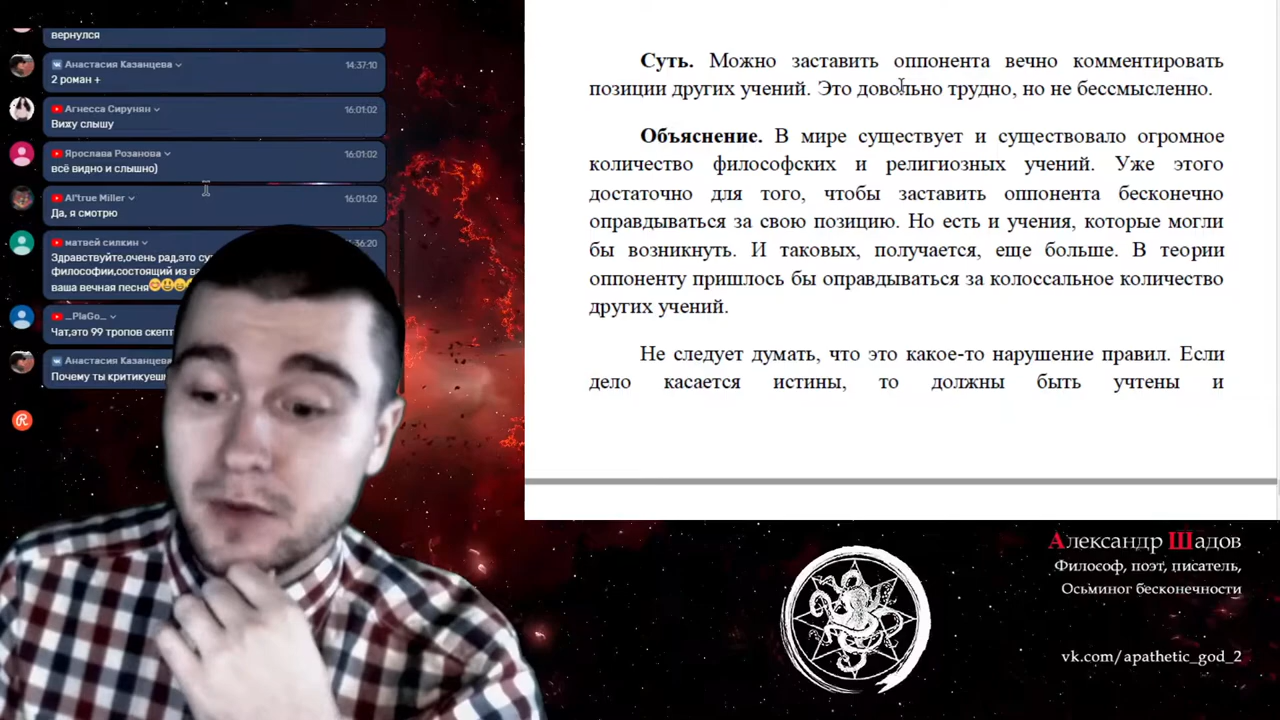 вернулся
Анастасия Казанцева
14:37:10
2 роман +
Агнесса Сирунян
16:01:02
Вижу слышу
Ярослава Розанова
16:01:02
всё видно и слышно)
Al'true Miller
16:01:02
Да, я смотрю
матвей силкин
36:20
Здравствуйте,очень рад,это су
философии,состоящий из ва
ваша вечная песня
_PlaGo_
Чат,это 99 тропов скепт
Анастасия Казанцева
Почему ты критикуеш
Суть. Можно заставить оппонента вечно комментировать
позиции других учений. Это довольно трудно, но не бессмысленно.
Объяснение. В мире существует и существовало огромное
количество философских и религиозных учений. Уже этого
достаточно для того, чтобы заставить оппонента бесконечно
оправдываться за свою позицию. Но есть и учения, которые могли
бы возникнуть. И таковых, получается, еще больше. В теории
оппоненту пришлось бы оправдываться за колоссальное количество
других учений.
Не следует думать, что это какое-то нарушение правил. Если
дело касается истины, то должны быть учтены и
Александр Шадов
Философ, поэт, писатель,
Осьминог бесконечности
vk.com/apathetic_god_2